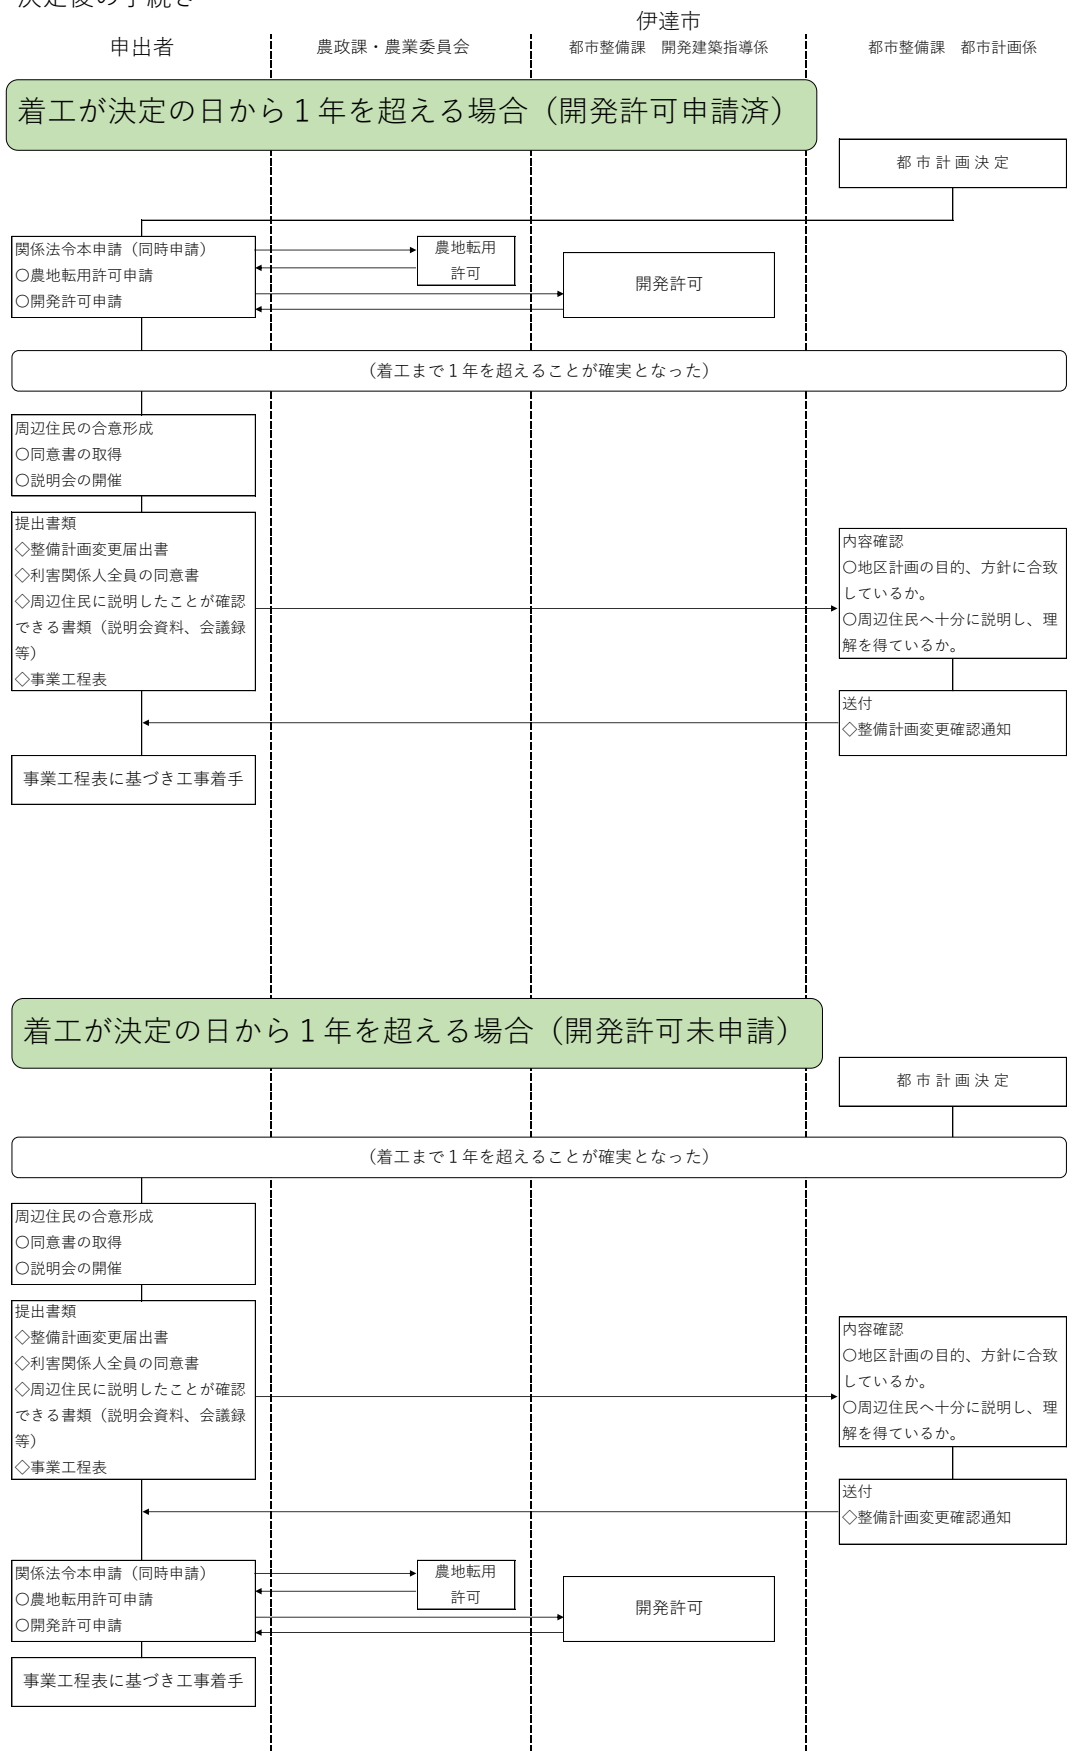 決定後の手続き
伊達市
申出者
農政課・農業委員会
都市整備課　開発建築指導係
都市整備課　都市計画係
着工が決定の日から１年を超える場合（開発許可申請済）
都市計画決定
関係法令本申請（同時申請）
〇農地転用許可申請
〇開発許可申請
農地転用
許可
開発許可
（着工まで１年を超えることが確実となった）
周辺住民の合意形成
〇同意書の取得
〇説明会の開催
提出書類
◇整備計画変更届出書
◇利害関係人全員の同意書
◇周辺住民に説明したことが確認
できる書類（説明会資料、会議録
等）
◇事業工程表
内容確認
〇地区計画の目的、方針に合致
しているか。
〇周辺住民へ十分に説明し、理
解を得ているか。
送付
◇整備計画変更確認通知
事業工程表に基づき工事着手
着工が決定の日から１年を超える場合（開発許可未申請）
都市計画決定
（着工まで１年を超えることが確実となった）
周辺住民の合意形成
〇同意書の取得
〇説明会の開催
提出書類
◇整備計画変更届出書
◇利害関係人全員の同意書
◇周辺住民に説明したことが確認
できる書類（説明会資料、会議録
等）
◇事業工程表
内容確認
〇地区計画の目的、方針に合致
しているか。
〇周辺住民へ十分に説明し、理
解を得ているか。
送付
◇整備計画変更確認通知
関係法令本申請（同時申請）
〇農地転用許可申請
〇開発許可申請
農地転用
許可
開発許可
事業工程表に基づき工事着手